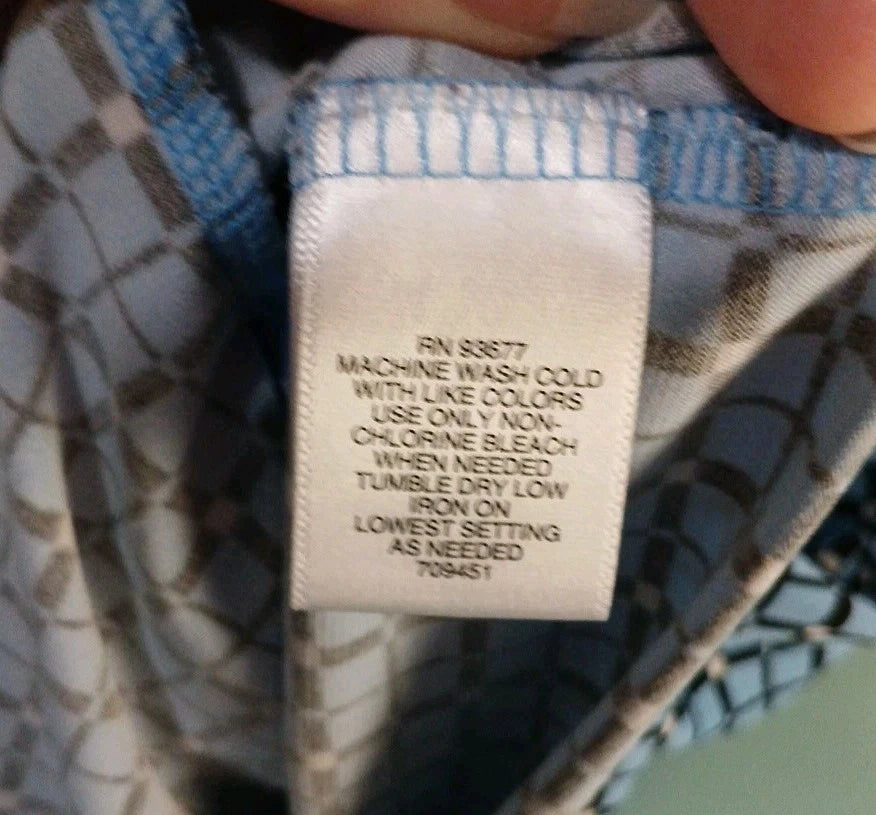 RN 93677
MACHINE WASH COLD
WITH LIKE COLORS
USE ONLY NON-
CHLORINE BLEACH
WHEN NEEDED
TUMBLE DRY LOW
IRON ON
LOWEST SETTING
AS NEEDED
709451